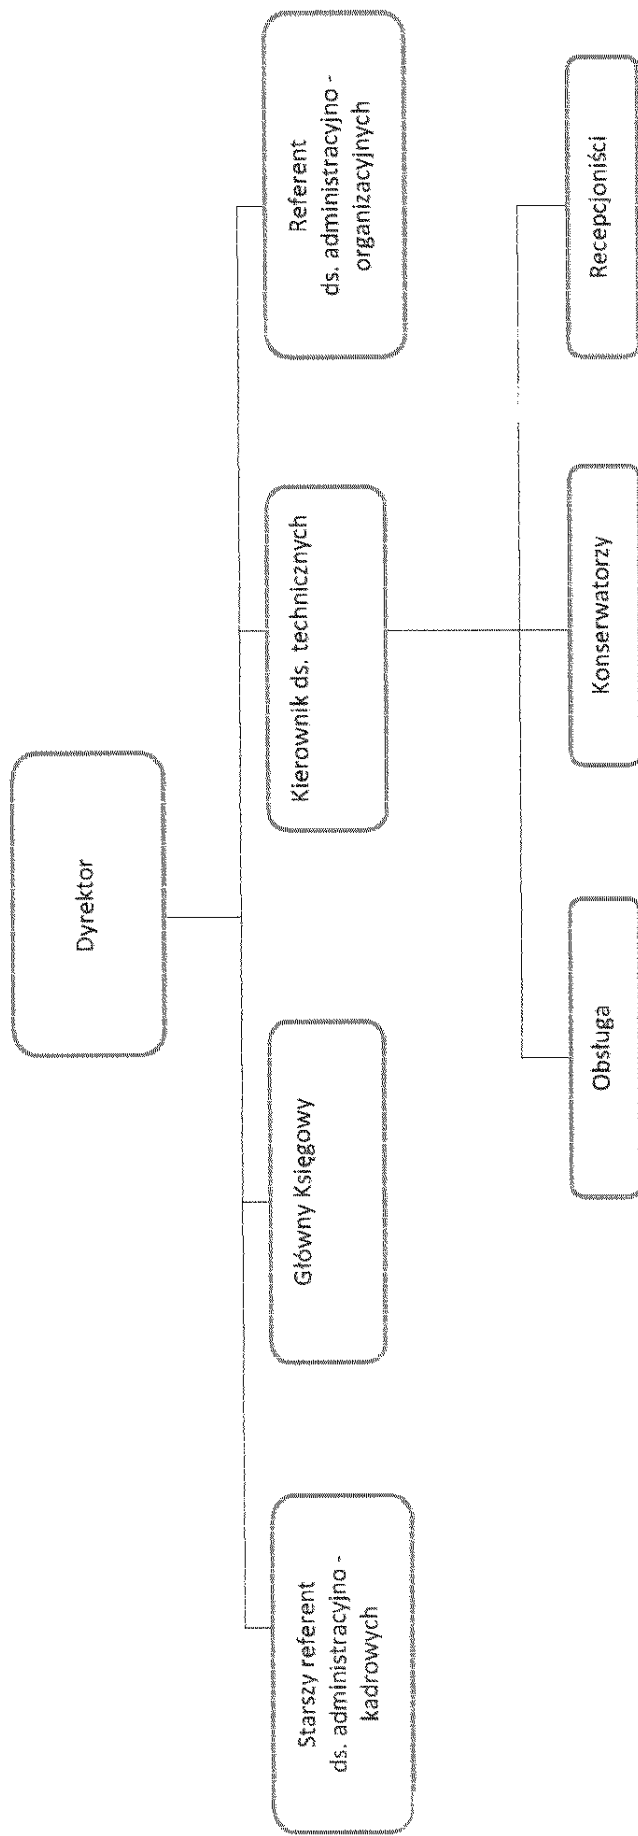 Dyrektor
Starszy referent
ds. administracyjno -
kadrowych
Główny Księgowy
Kierownik ds. technicznych
Referent
ds. administracyjno -
organizacyjnych
Obsługa
Konserwatorzy
Recepcjoniści